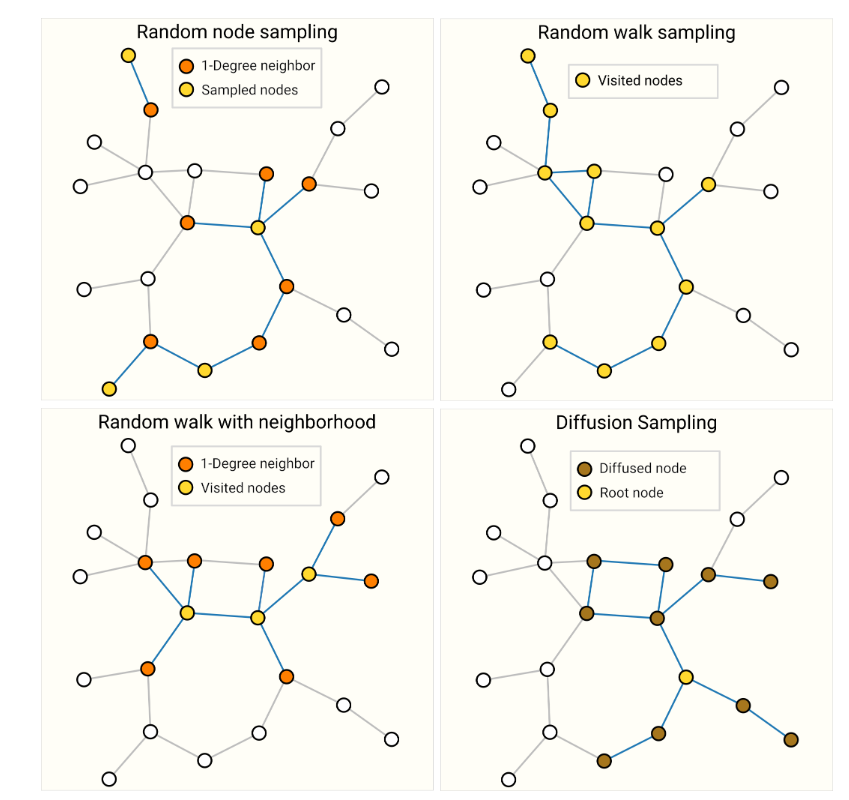 Random node sampling
1-Degree neighbor
Sampled nodes
Random walk sampling
Visited nodes
Random walk with neighborhood
1-Degree neighbor
Visited nodes
Diffusion Sampling
Diffused node
Root node